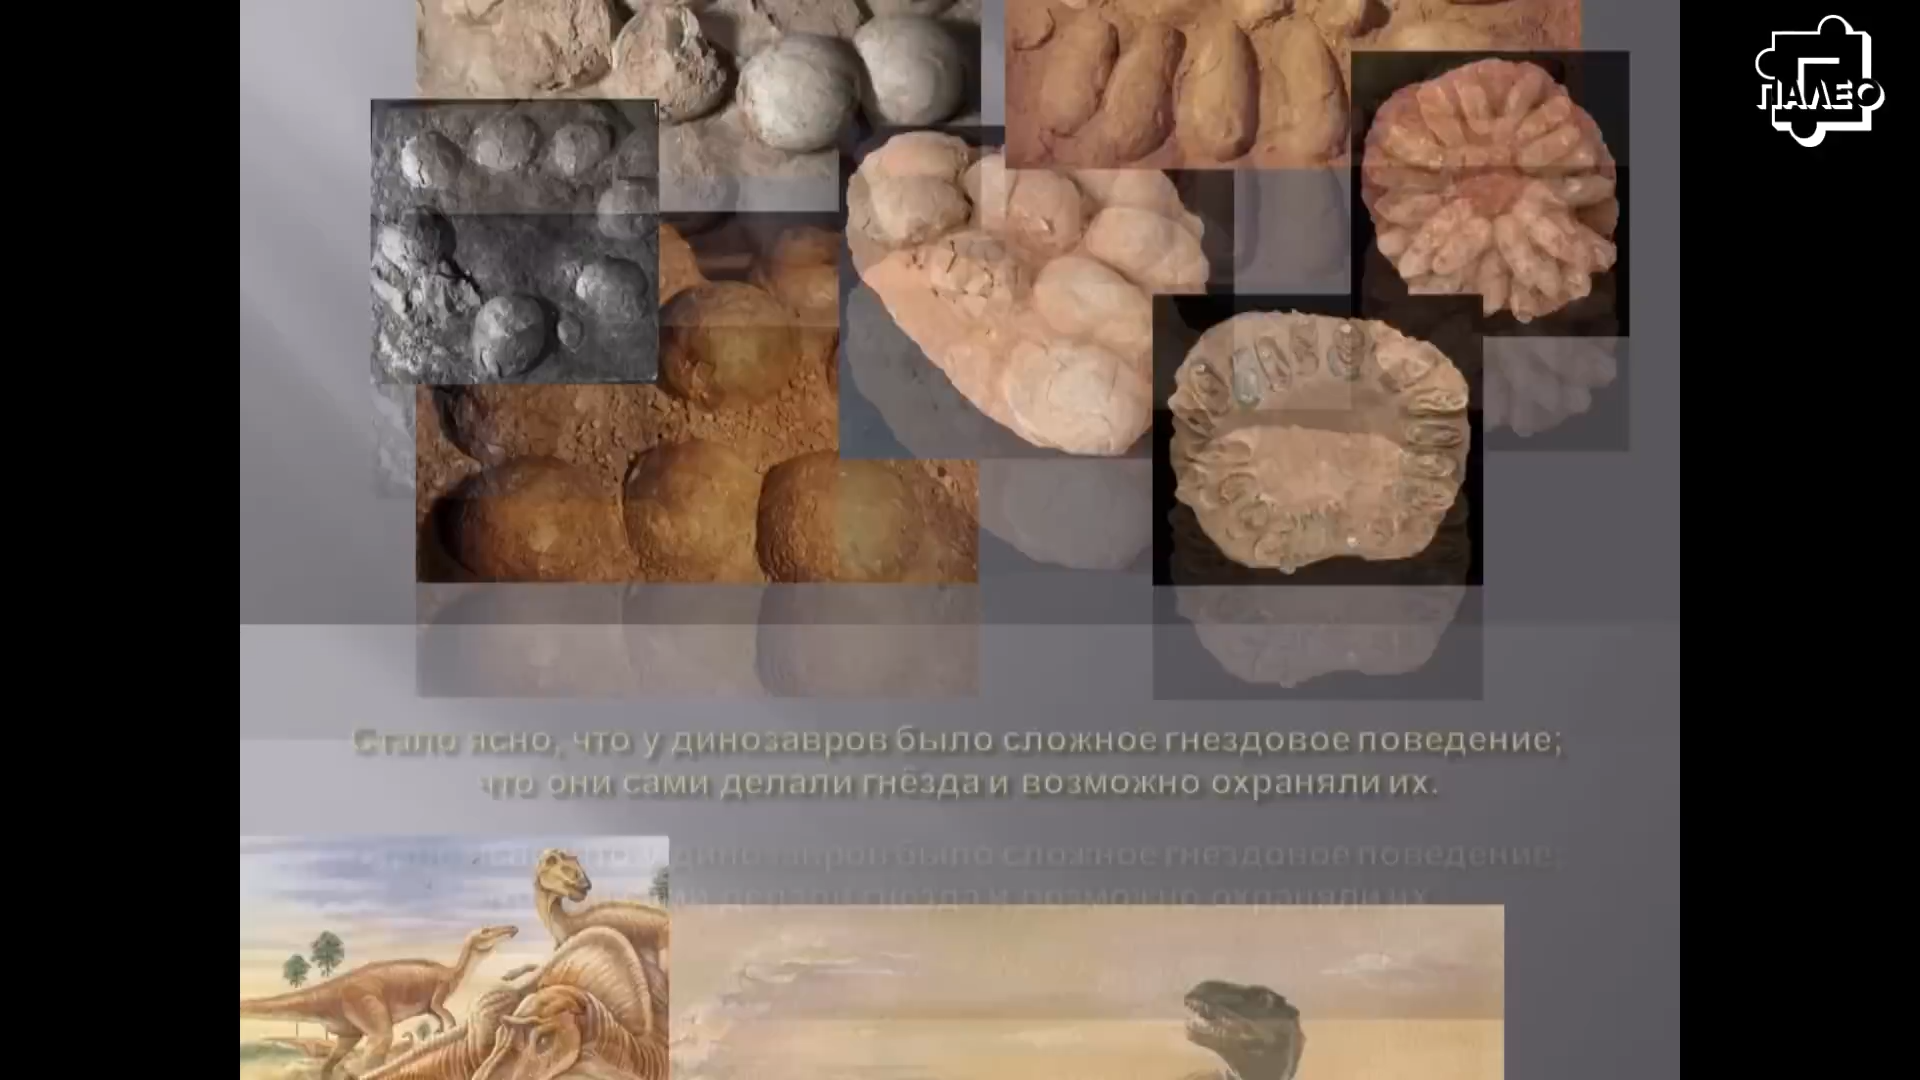 ПАЛЕО
Стало ясно, что у динозавров было сложное гнездовое поведение;
что они сами делали гнёзда и возможно охраняли их.